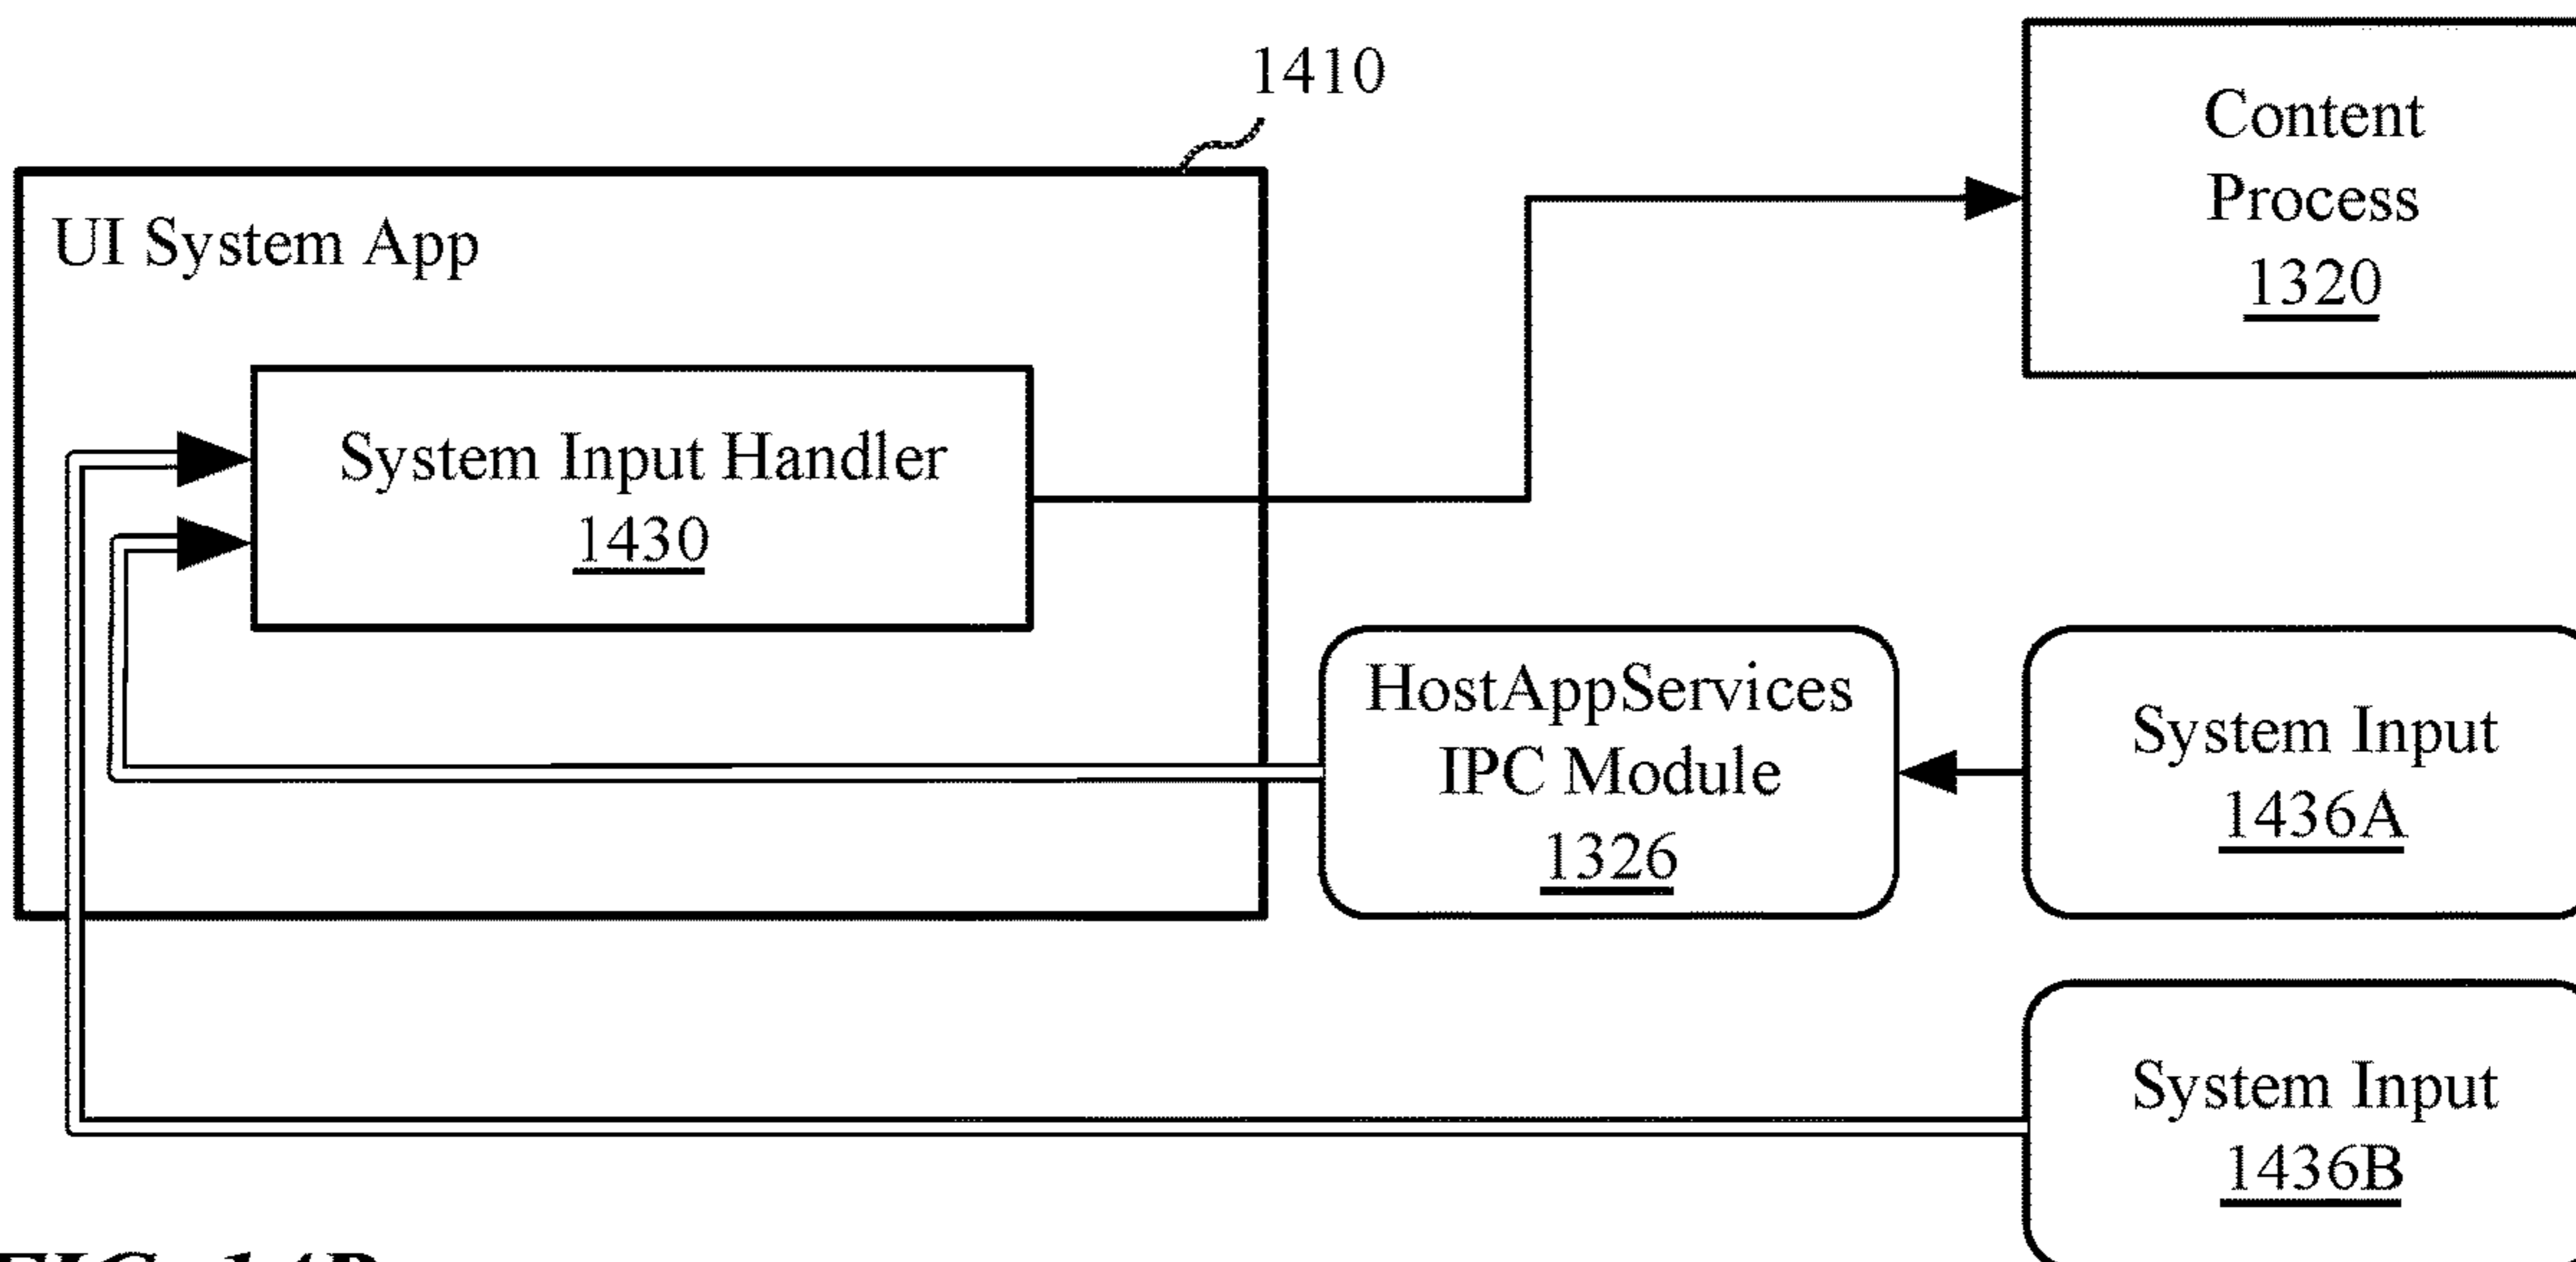 1410
Content
Process
1320
UI System App
System Input Handler
1430
HostAppServices
IPC Module
1326
System Input
1436A
System Input
1436B